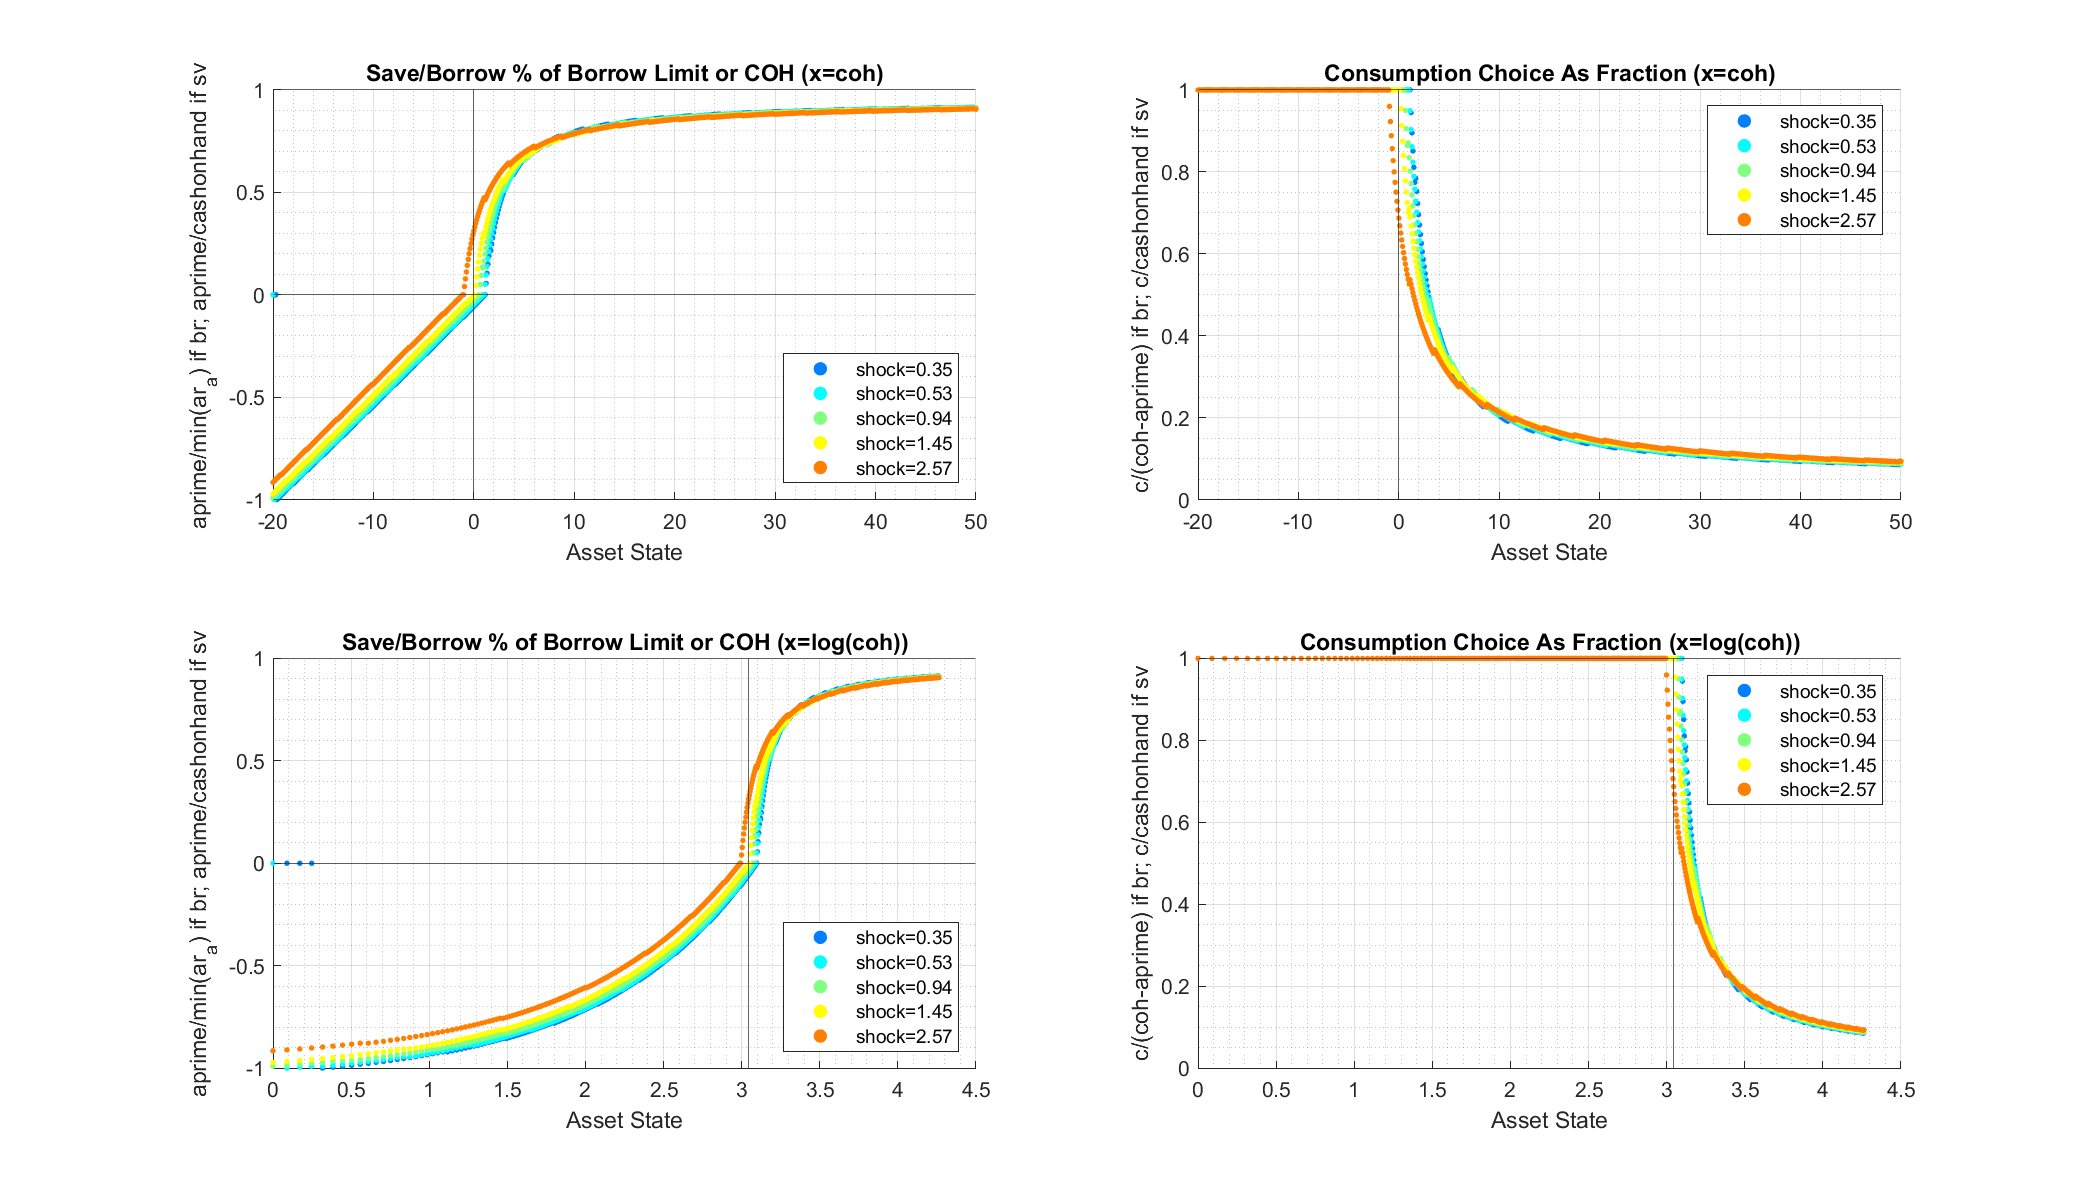 Save/Borrow % of Borrow Limit or COH (x=coh)
aprime/min(ar_a) if br; aprime/cashonhand if sv
1
0.5
0
-0.5
-1
-20 -10 0 10 20 30 40 50
Asset State
shock=0.35
shock=0.53
shock=0.94
shock=1.45
shock=2.57
Consumption Choice As Fraction (x=coh)
c/(coh-aprime) if br; c/cashonhand if sv
1
0.8
0.6
0.4
0.2
0
-20 -10 0 10 20 30 40 50
Asset State
shock=0.35
shock=0.53
shock=0.94
shock=1.45
shock=2.57
Save/Borrow % of Borrow Limit or COH (x=log(coh))
aprime/min(ar_a) if br; aprime/cashonhand if sv
1
0.5
0
-0.5
-1
0 0.5 1 1.5 2 2.5 3 3.5 4 4.5
Asset State
shock=0.35
shock=0.53
shock=0.94
shock=1.45
shock=2.57
Consumption Choice As Fraction (x=log(coh))
c/(coh-aprime) if br; c/cashonhand if sv
1
0.8
0.6
0.4
0.2
0
0 0.5 1 1.5 2 2.5 3 3.5 4 4.5
Asset State
shock=0.35
shock=0.53
shock=0.94
shock=1.45
shock=2.57